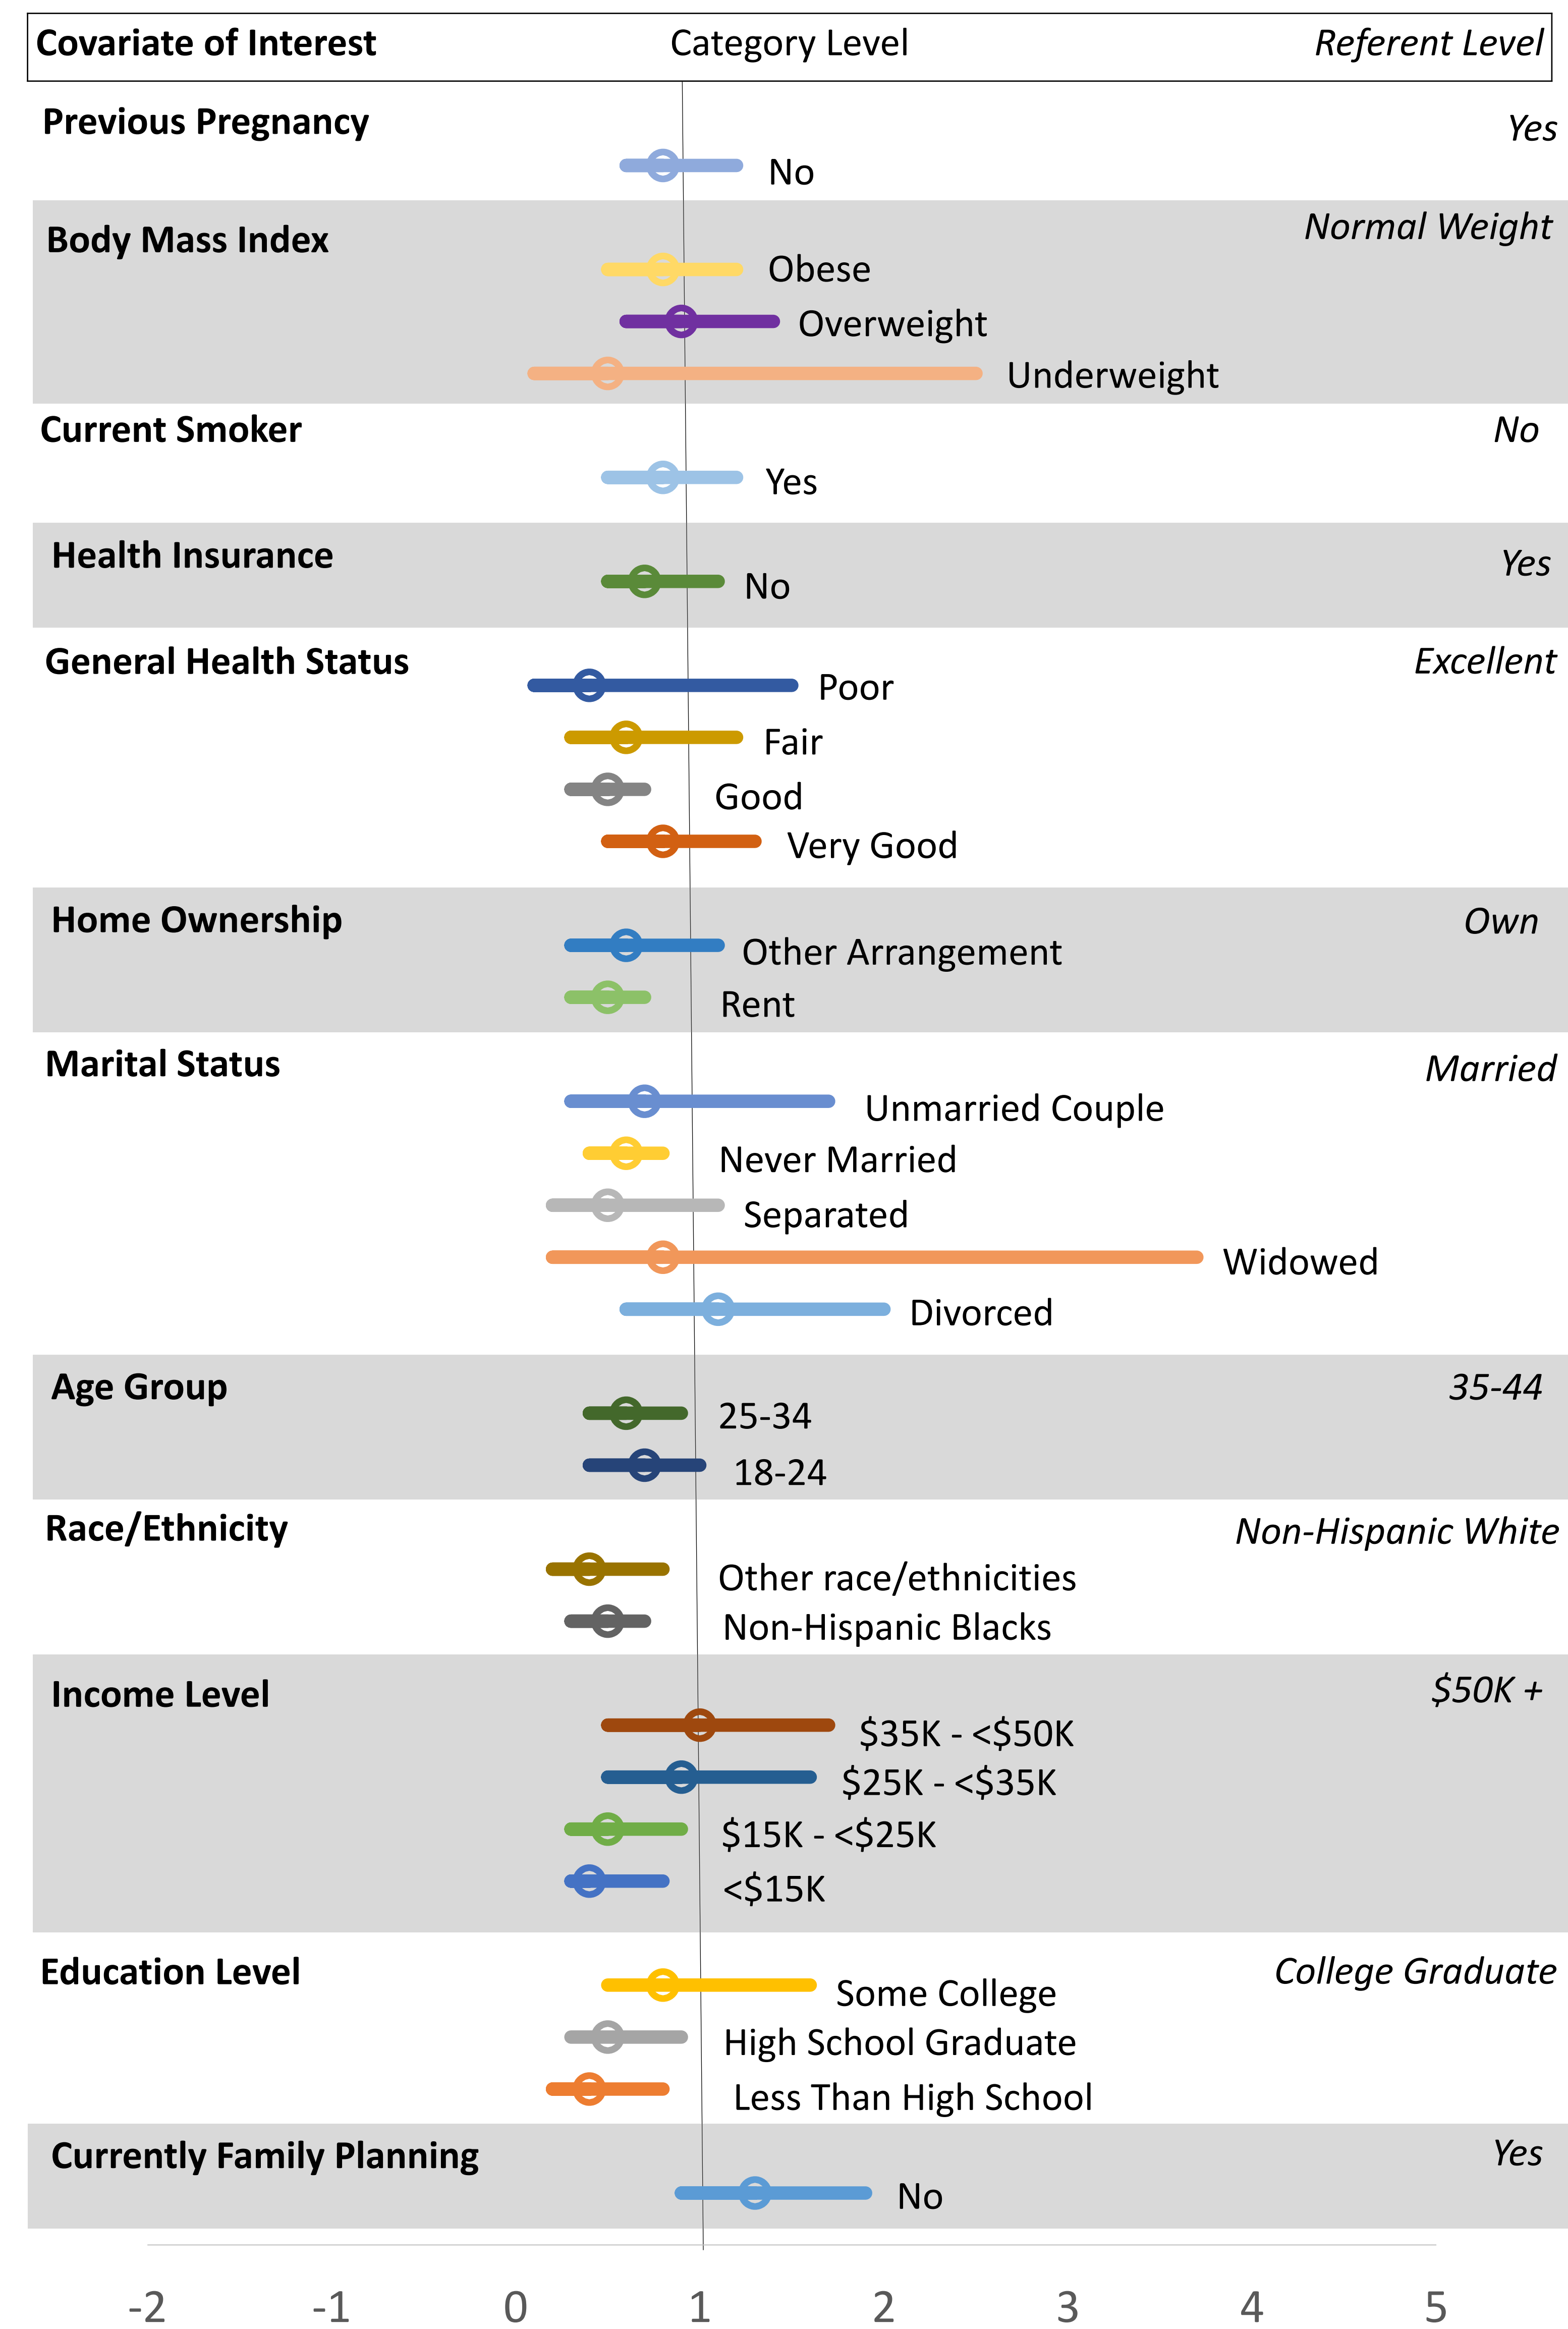 Covariate of Interest Category Level Referent Level
Previous Pregnancy Yes
No
Body Mass Index Normal Weight
Obese
Overweight
Underweight
Current Smoker No
Yes
Health Insurance Yes
No
General Health Status Excellent
Poor
Fair
Good
Very Good
Home Ownership Own
Other Arrangement
Rent
Marital Status Married
Unmarried Couple
Never Married
Separated
Widowed
Divorced
Age Group 35-44
25-34
18-24
Race/Ethnicity Non-Hispanic White
Other race/ethnicities
Non-Hispanic Blacks
Income Level $50K +
$35K - <$50K
$25K - <$35K
$15K - <$25K
<$15K
Education Level College Graduate
Some College
High School Graduate
Less Than High School
Currently Family Planning Yes
No
-2 -1 0 1 2 3 4 5